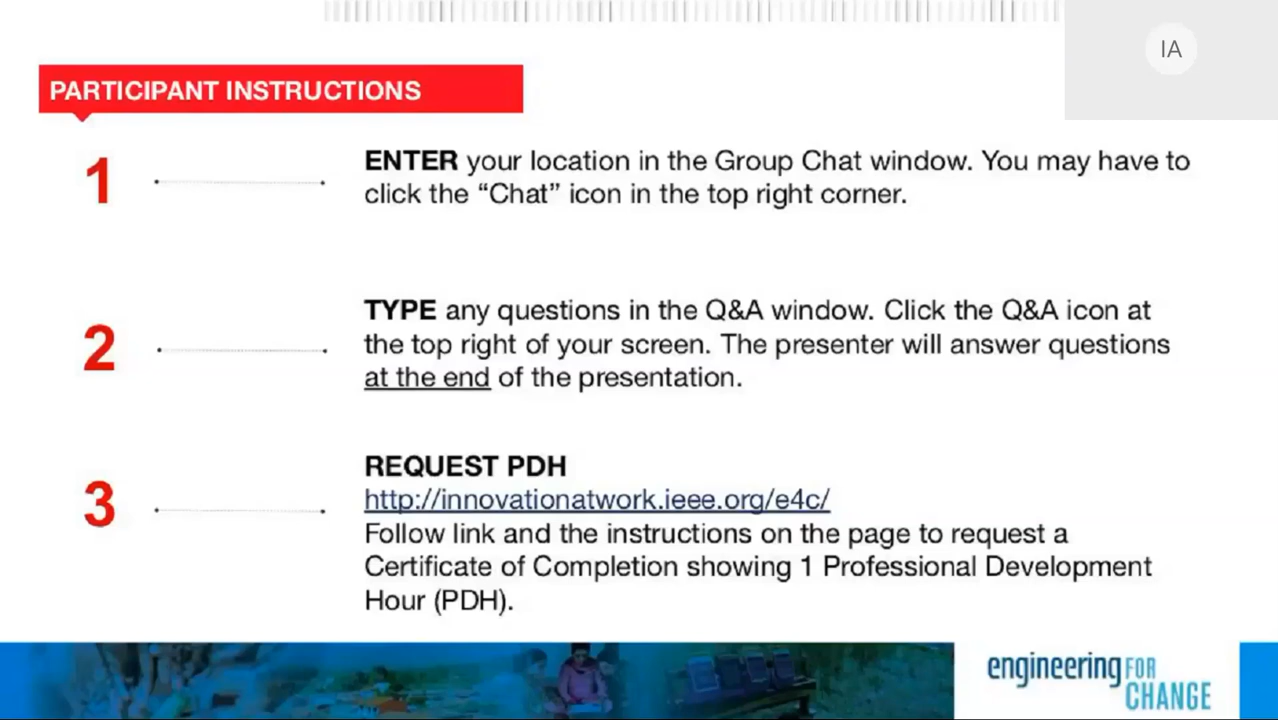 IA
PARTICIPANT INSTRUCTIONS
1
ENTER your location in the Group Chat window. You may have to
click the “Chat” icon in the top right corner.
2
TYPE any questions in the Q&A window. Click the Q&A icon at
the top right of your screen. The presenter will answer questions
at the end of the presentation.
3
REQUEST PDH
http://innovationatwork.ieee.org/e4c/
Follow link and the instructions on the page to request a
Certificate of Completion showing 1 Professional Development
Hour (PDH).
engineering FOR
CHANGE